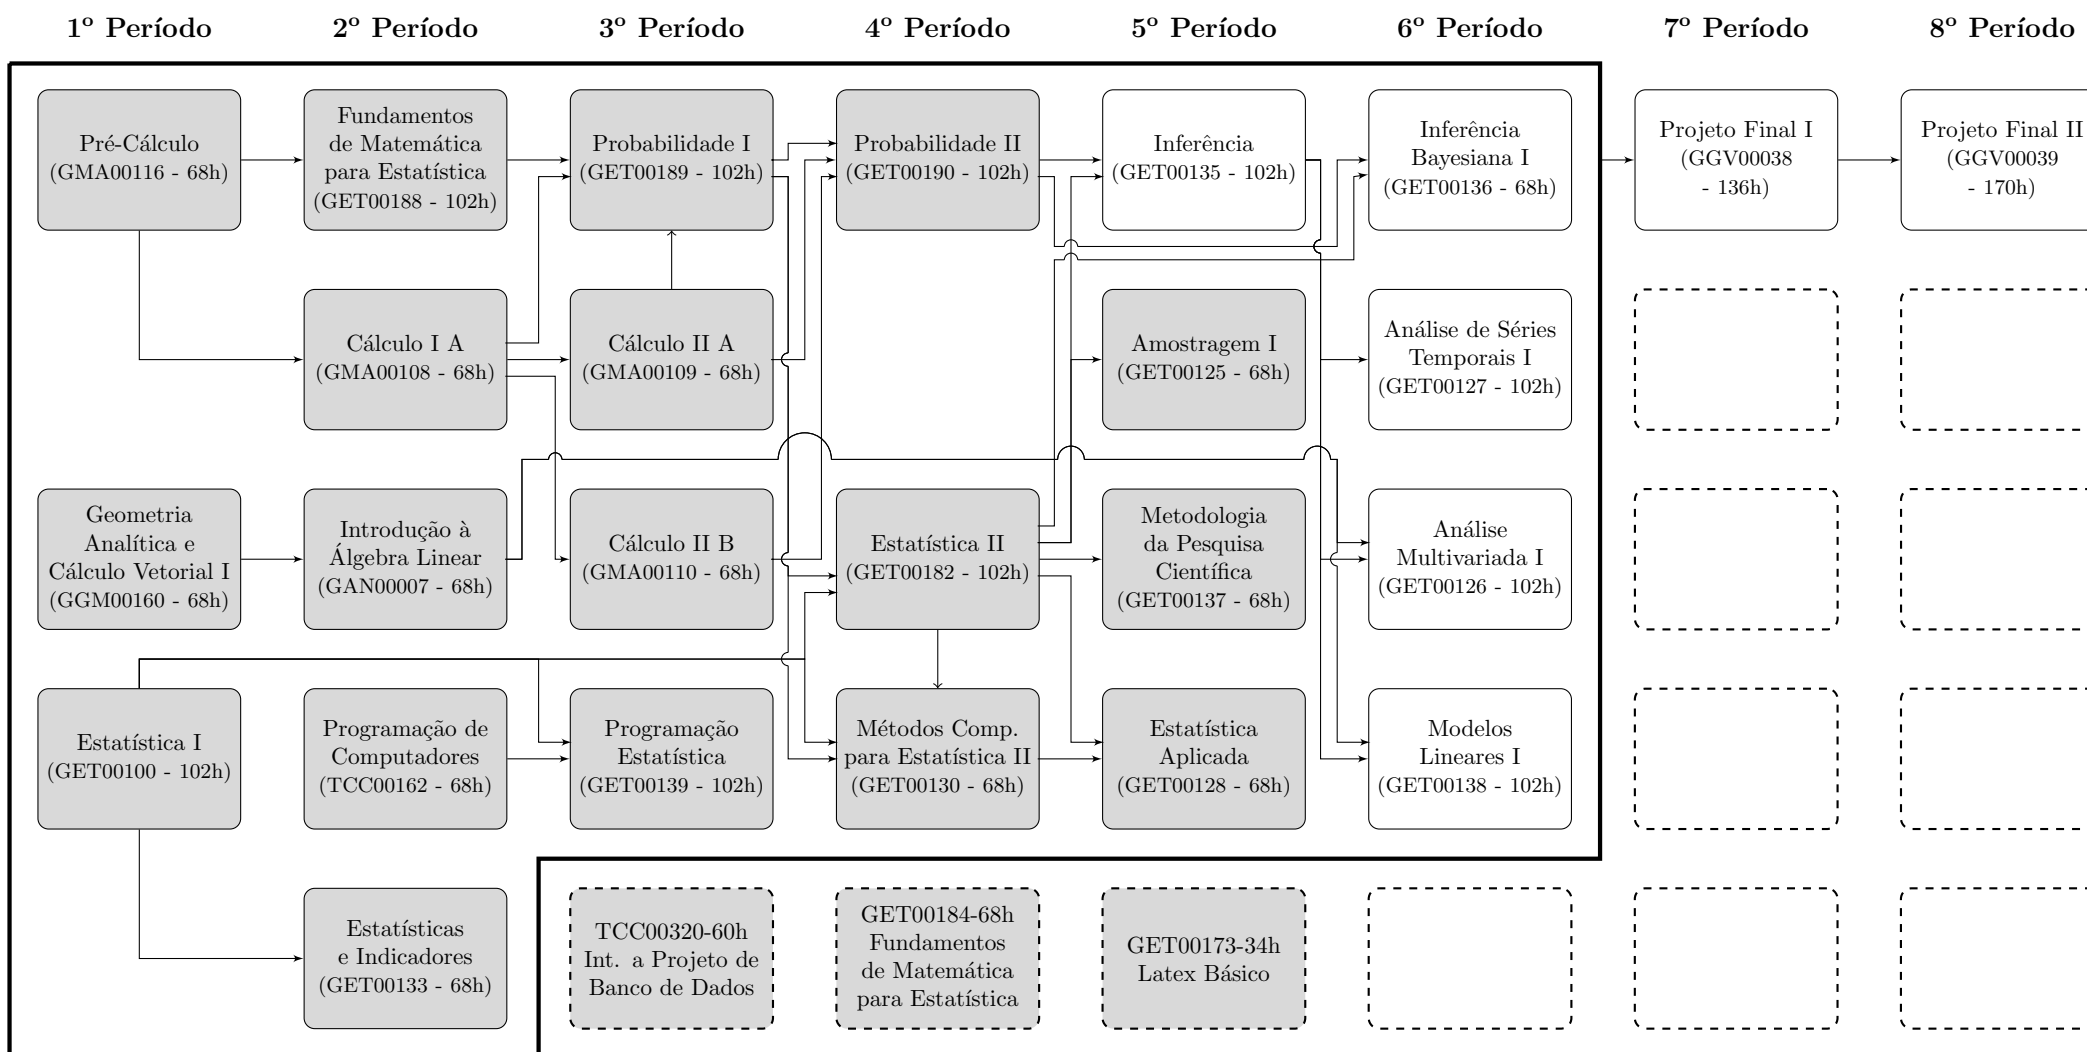 1º Período
2º Período
3º Período
4º Período
5º Período
6º Período
7º Período
8º Período
Pré-Cálculo
(GMA00116 - 68h)
Fundamentos
de Matemática
para Estatística
(GET00188 - 102h)
Probabilidade I
(GET00189 - 102h)
Probabilidade II
(GET00190 - 102h)
Inferência
(GET00135 - 102h)
Inferência
Bayesiana I
(GET00136 - 68h)
Projeto Final I
(GGV00038
- 136h)
Projeto Final II
(GGV00039
- 170h)
Cálculo I A
(GMA00108 - 68h)
Cálculo II A
(GMA00109 - 68h)
Amostragem I
(GET00125 - 68h)
Análise de Séries
Temporais I
(GET00127 - 102h)
Geometria
Analítica e
Cálculo Vetorial I
(GGM00160 - 68h)
Introdução à
Álgebra Linear
(GAN00007 - 68h)
Cálculo II B
(GMA00110 - 68h)
Estatística II
(GET00182 - 102h)
Metodologia
da Pesquisa
Científica
(GET00137 - 68h)
Análise
Multivariada I
(GET00126 - 102h)
Estatística I
(GET00100 - 102h)
Programação de
Computadores
(TCC00162 - 68h)
Programação
Estatística
(GET00139 - 102h)
Métodos Comp.
para Estatística II
(GET00130 - 68h)
Estatística
Aplicada
(GET00128 - 68h)
Modelos
Lineares I
(GET00138 - 102h)
Estatísticas
e Indicadores
(GET00133 - 68h)
TCC00320-60h
Int. a Projeto de
Banco de Dados
GET00184-68h
Fundamentos
de Matemática
para Estatística
GET00173-34h
Latex Básico